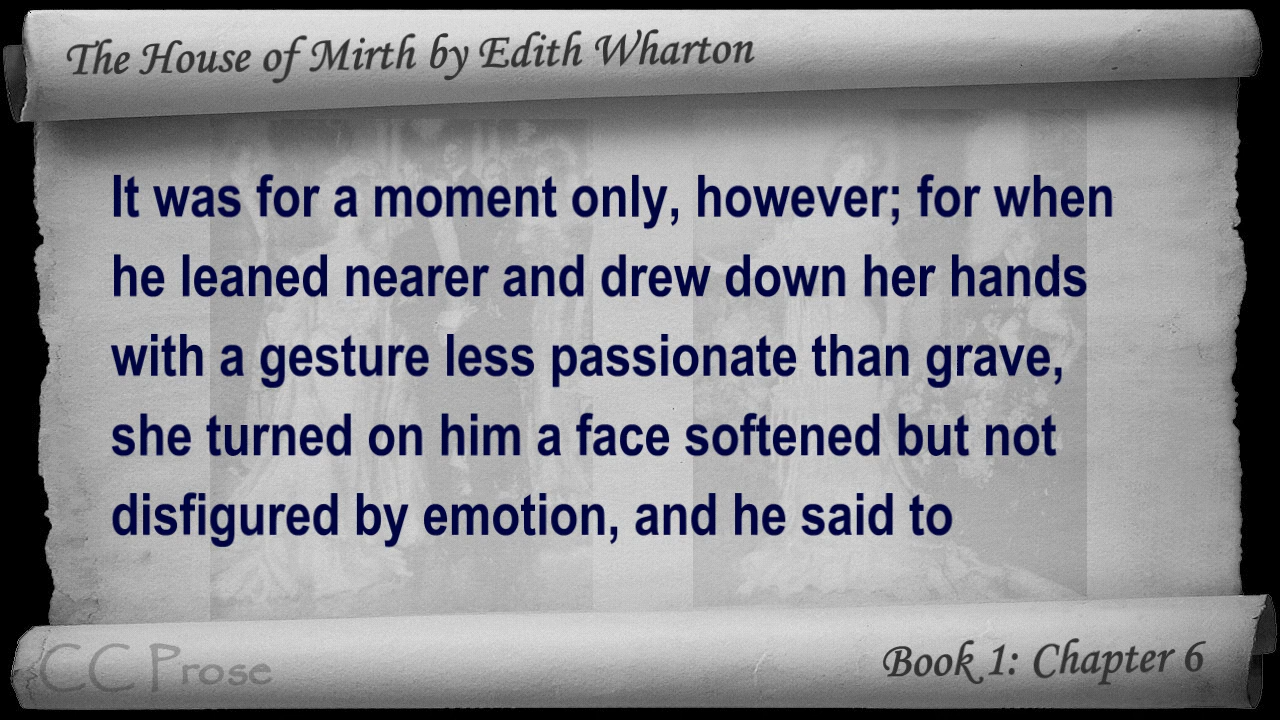 The House of Mirth by Edith Wharton
It was for a moment only, however; for when
he leaned nearer and drew down her hands
with a gesture less passionate than grave,
she turned on him a face softened but not
disfigured by emotion, and he said to
CC Prose
Book 1: Chapter 6